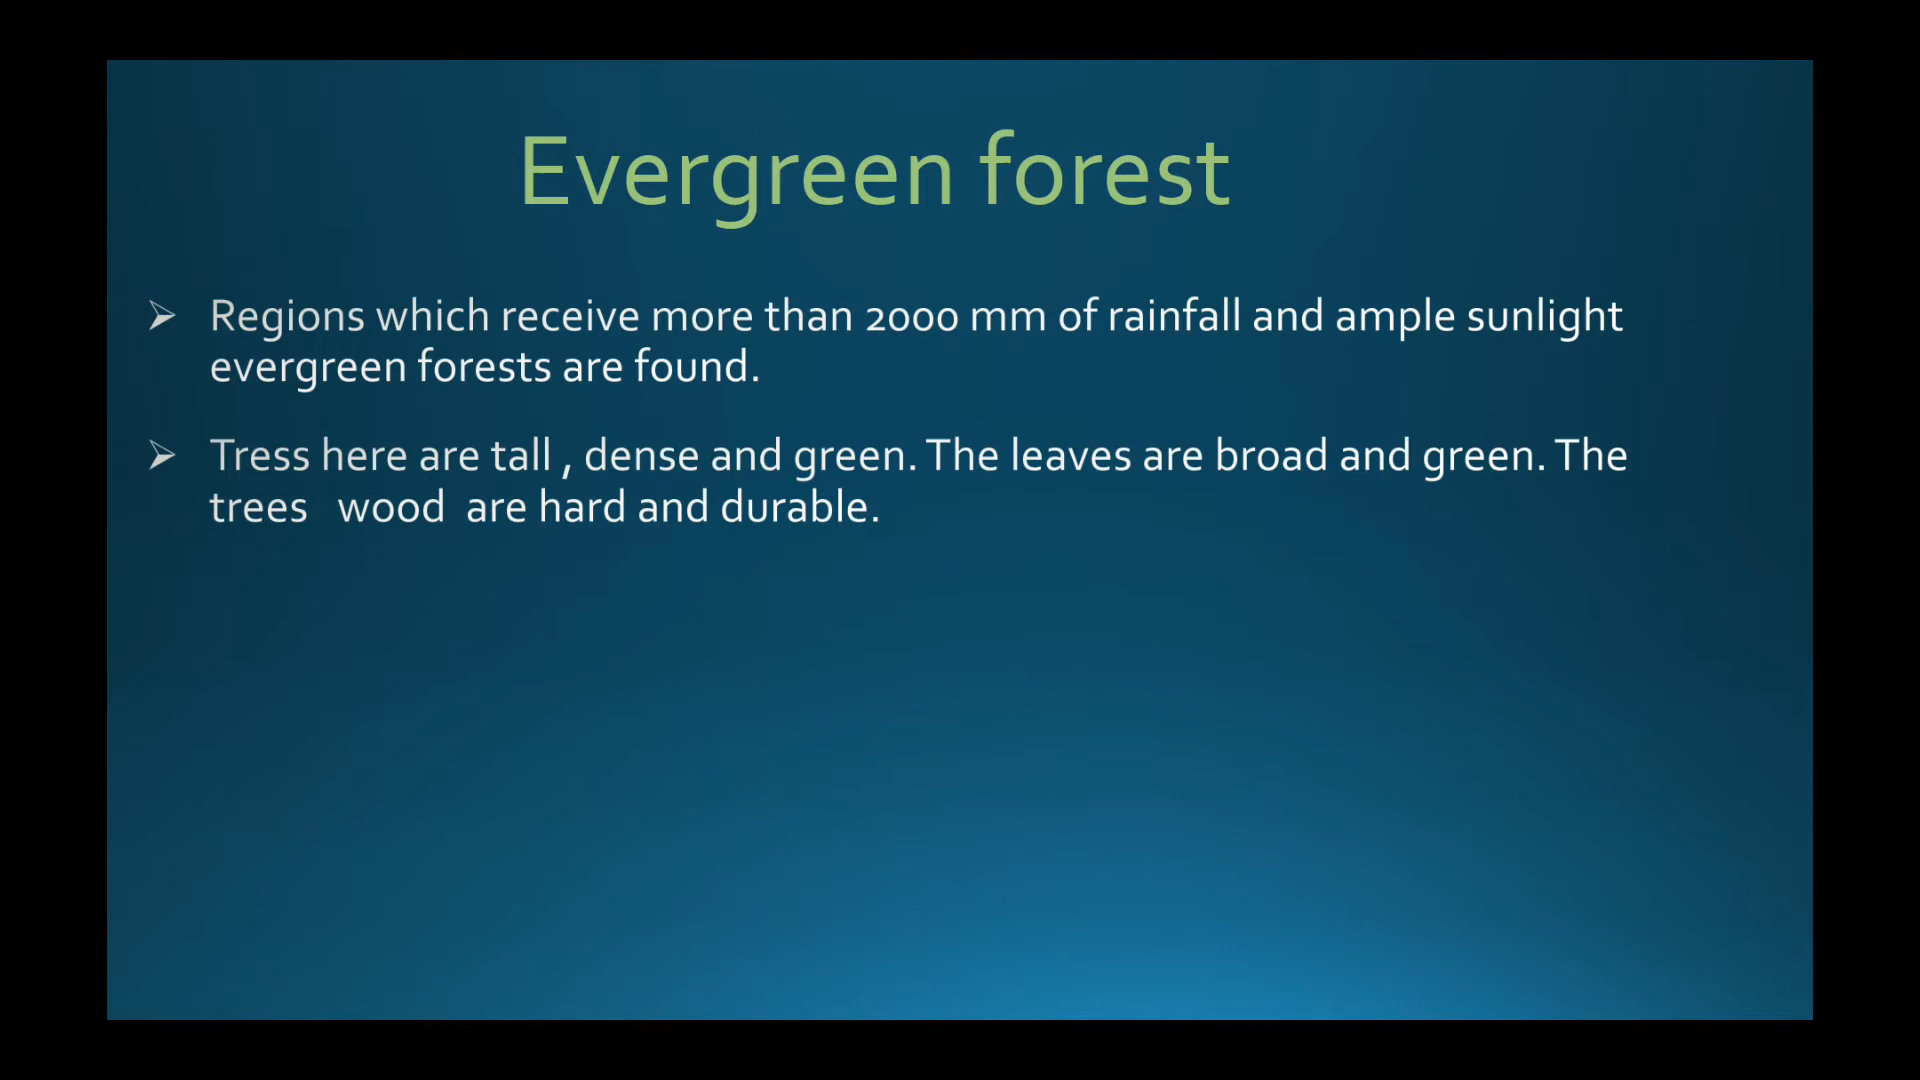 Evergreen forest
➢ Regions which receive more than 2000 mm of rainfall and ample sunlight
evergreen forests are found.
➢ Tress here are tall , dense and green. The leaves are broad and green. The
trees wood are hard and durable.